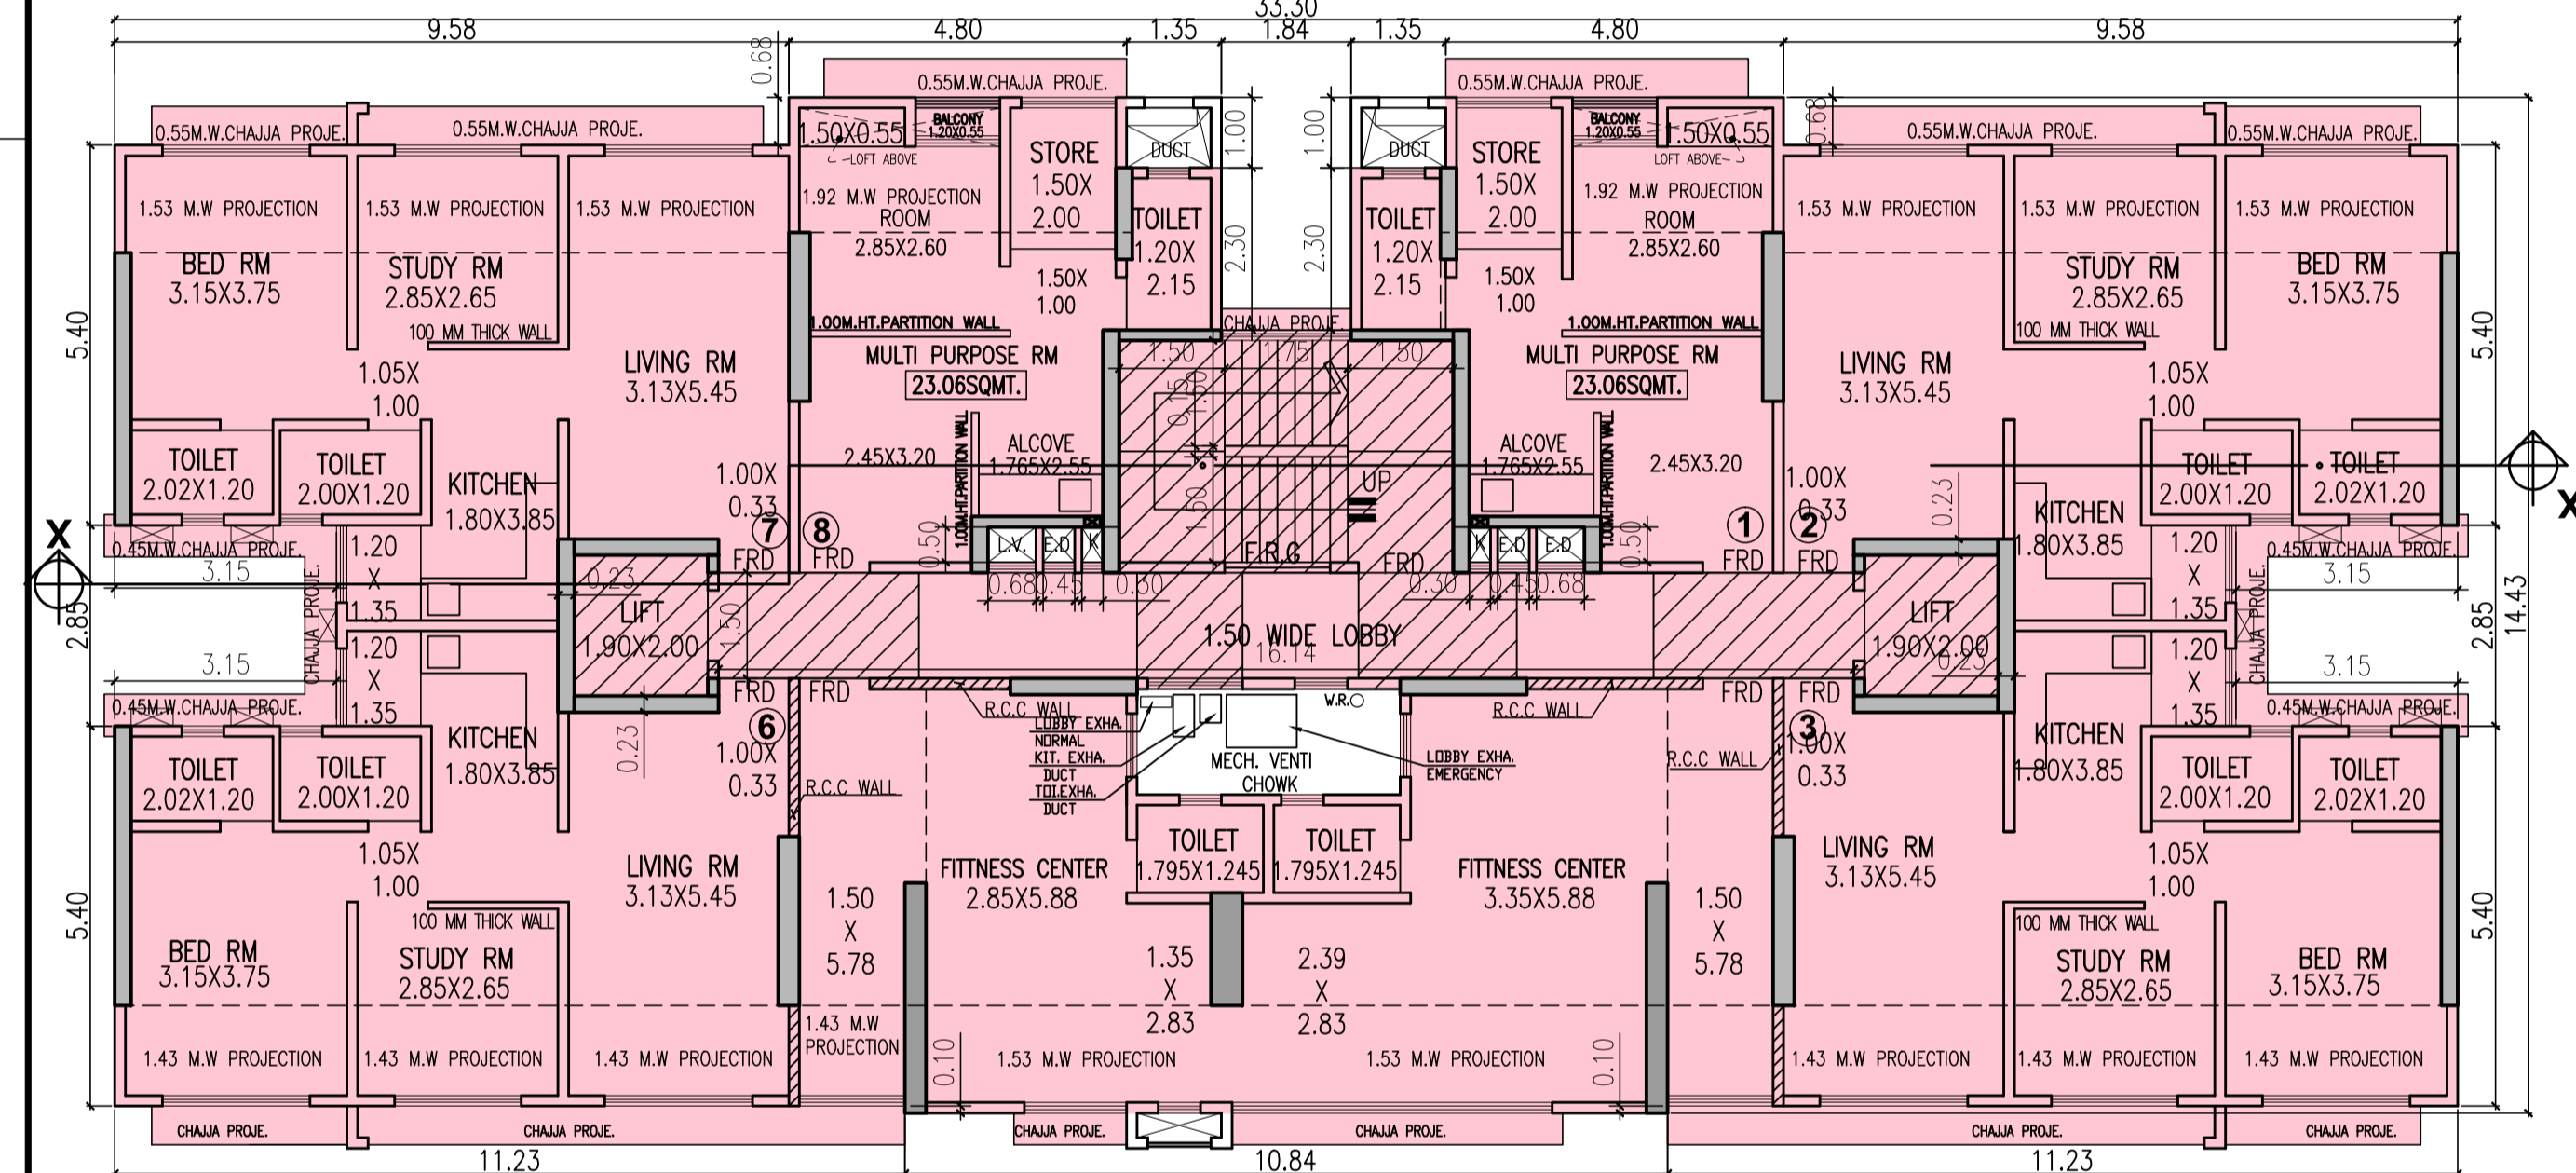 33.30
9.58
4.80
1.35
1.84
1.35
4.80
9.58
0.68
0.55M.W.CHAJJA PROJE.
0.55M.W.CHAJJA PROJE.
0.68
0.55M.W.CHAJJA PROJE.
0.55M.W.CHAJJA PROJE.
0.55M.W.CHAJJA PROJE.
0.55M.W.CHAJJA PROJE.
1.50X0.55
BALCONY
1.20X0.55
LOFT ABOVE
DUCT
1.00
1.00
DUCT
BALCONY
1.20X0.55
1.50X0.55
LOFT ABOVE
STORE
1.50X
2.00
STORE
1.50X
2.00
1.53 M.W PROJECTION
1.53 M.W PROJECTION
1.53 M.W PROJECTION
1.92 M.W PROJECTION
ROOM
2.85X2.60
TOILET
1.20X
2.15
2.30
2.30
TOILET
1.20X
2.15
1.92 M.W PROJECTION
ROOM
2.85X2.60
1.53 M.W PROJECTION
1.53 M.W PROJECTION
1.53 M.W PROJECTION
BED RM
3.15X3.75
STUDY RM
2.85X2.65
100 MM THICK WALL
1.50X
1.00
1.50X
1.00
STUDY RM
2.85X2.65
100 MM THICK WALL
BED RM
3.15X3.75
5.40
1.05X
1.00
LIVING RM
3.13X5.45
1.00M.HT.PARTITION WALL
MULTI PURPOSE RM
23.06SQMT.
CHAJJA PROJE.
1.50
1.75
1.50
1.00M.HT.PARTITION WALL
MULTI PURPOSE RM
23.06SQMT.
LIVING RM
3.13X5.45
1.05X
1.00
5.40
0.15
1.50
1.50
TOILET
2.02X1.20
TOILET
2.00X1.20
KITCHEN
1.80X3.85
1.00X
0.33
2.45X3.20
1.00M.HT.PARTITION WALL
ALCOVE
1.765X2.55
UP
ALCOVE
1.765X2.55
1.00M.HT.PARTITION WALL
2.45X3.20
1.00X
0.33
0.23
KITCHEN
1.80X3.85
TOILET
2.00X1.20
TOILET
2.02X1.20
X
X
7
8
1
2
FRD
FRD
0.50
L.V.
E.D
K
F.R.G
FRD
K
E.D
E.D
0.50
FRD
FRD
0.45M.W.CHAJJA PROJE.
3.15
CHAJJA PROJE.
1.20
X
1.35
0.23
0.68
0.45
0.30
0.30
0.45
0.68
1.20
X
1.35
0.45M.W.CHAJJA PROJE.
3.15
CHAJJA PROJE.
2.85
LIFT
1.90X2.00
1.50
1.50 WIDE LOBBY
16.14
LIFT
1.90X2.00
0.23
2.85
14.43
3.15
1.20
X
1.35
1.20
X
1.35
3.15
0.45M.W.CHAJJA PROJE.
0.45M.W.CHAJJA PROJE.
FRD
FRD
FRD
FRD
6
3
R.C.C WALL
R.C.C WALL
W.R.
LOBBY EXHA.
NORMAL
KIT. EXHA.
DUCT
TOI.EXHA.
DUCT
MECH. VENTI
CHOWK
LOBBY EXHA.
EMERGENCY
TOILET
2.02X1.20
TOILET
2.00X1.20
KITCHEN
1.80X3.85
0.23
1.00X
0.33
R.C.C WALL
R.C.C WALL
1.00X
0.33
KITCHEN
1.80X3.85
TOILET
2.00X1.20
TOILET
2.02X1.20
TOILET
1.795X1.245
TOILET
1.795X1.245
1.05X
1.00
LIVING RM
3.13X5.45
FITTNESS CENTER
2.85X5.88
FITTNESS CENTER
3.35X5.88
LIVING RM
3.13X5.45
1.05X
1.00
5.40
5.40
100 MM THICK WALL
1.50
X
5.78
1.50
X
5.78
100 MM THICK WALL
BED RM
3.15X3.75
STUDY RM
2.85X2.65
1.35
X
2.83
2.39
X
2.83
STUDY RM
2.85X2.65
BED RM
3.15X3.75
1.43 M.W PROJECTION
1.43 M.W PROJECTION
1.43 M.W PROJECTION
1.43 M.W
PROJECTION
0.10
1.53 M.W PROJECTION
1.53 M.W PROJECTION
0.10
1.43 M.W PROJECTION
1.43 M.W PROJECTION
1.43 M.W PROJECTION
CHAJJA PROJE.
CHAJJA PROJE.
CHAJJA PROJE.
CHAJJA PROJE.
CHAJJA PROJE.
CHAJJA PROJE.
11.23
10.84
11.23